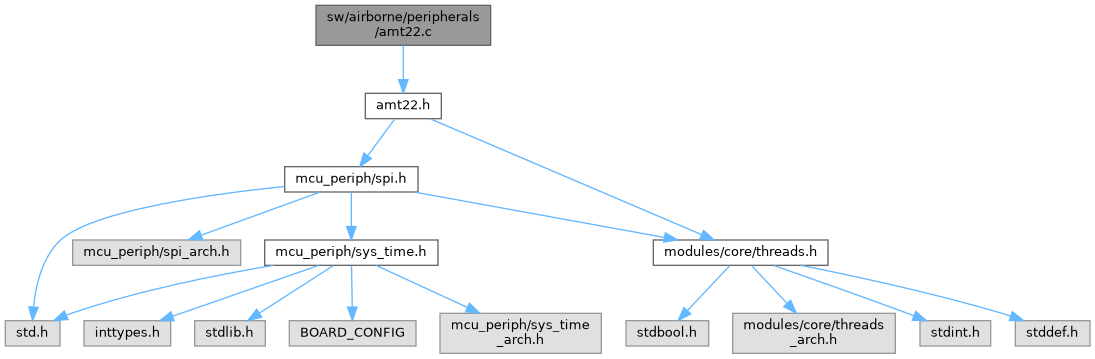 sw/airborne/peripherals
/amt22.c
amt22.h
mcu_periph/spi.h
mcu_periph/spi_arch.h
mcu_periph/sys_time.h
modules/core/threads.h
std.h
inttypes.h
stdlib.h
BOARD_CONFIG
mcu_periph/sys_time
_arch.h
stdbool.h
modules/core/threads
_arch.h
stdint.h
stddef.h